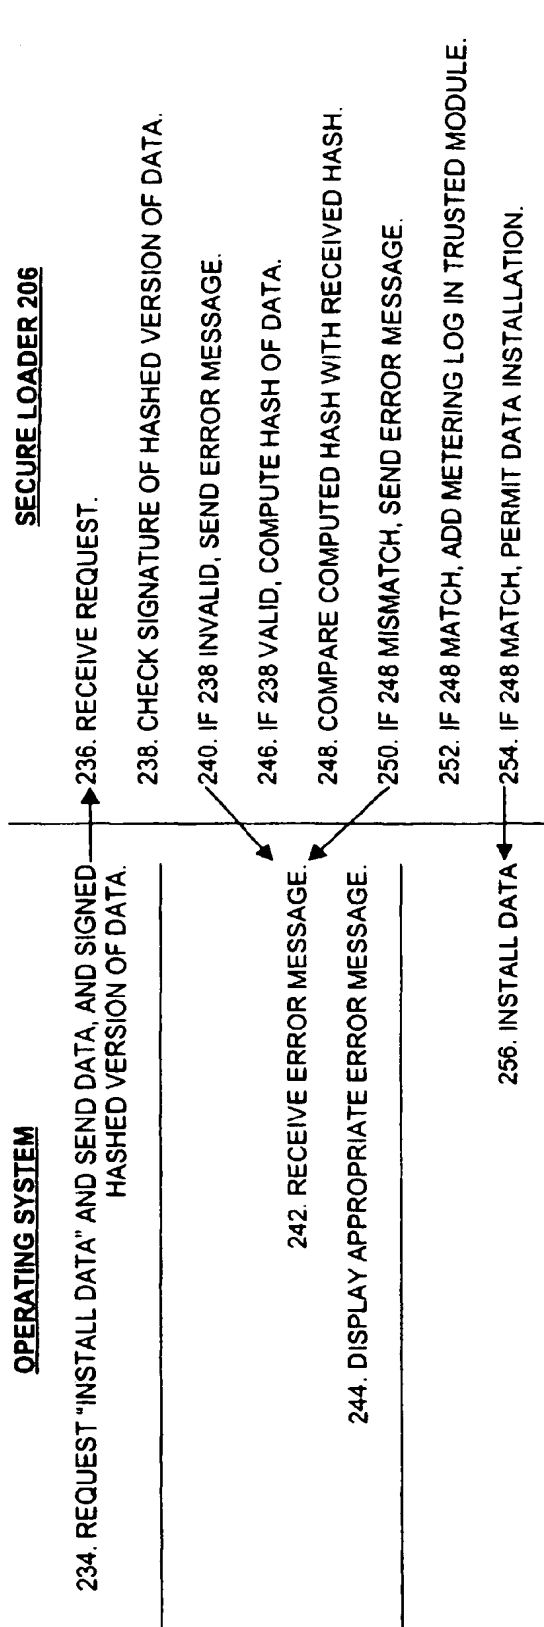 OPERATING SYSTEM
SECURE LOADER 206
234. REQUEST "INSTALL DATA" AND SEND DATA, AND SIGNED
HASHED VERSION OF DATA.
236. RECEIVE REQUEST.
238. CHECK SIGNATURE OF HASHED VERSION OF DATA.
240. IF 238 INVALID, SEND ERROR MESSAGE.
242. RECEIVE ERROR MESSAGE.
246. IF 238 VALID, COMPUTE HASH OF DATA.
248. COMPARE COMPUTED HASH WITH RECEIVED HASH.
244. DISPLAY APPROPRIATE ERROR MESSAGE.
250. IF 248 MISMATCH, SEND ERROR MESSAGE.
252. IF 248 MATCH, ADD METERING LOG IN TRUSTED MODULE.
254. IF 248 MATCH, PERMIT DATA INSTALLATION.
256. INSTALL DATA